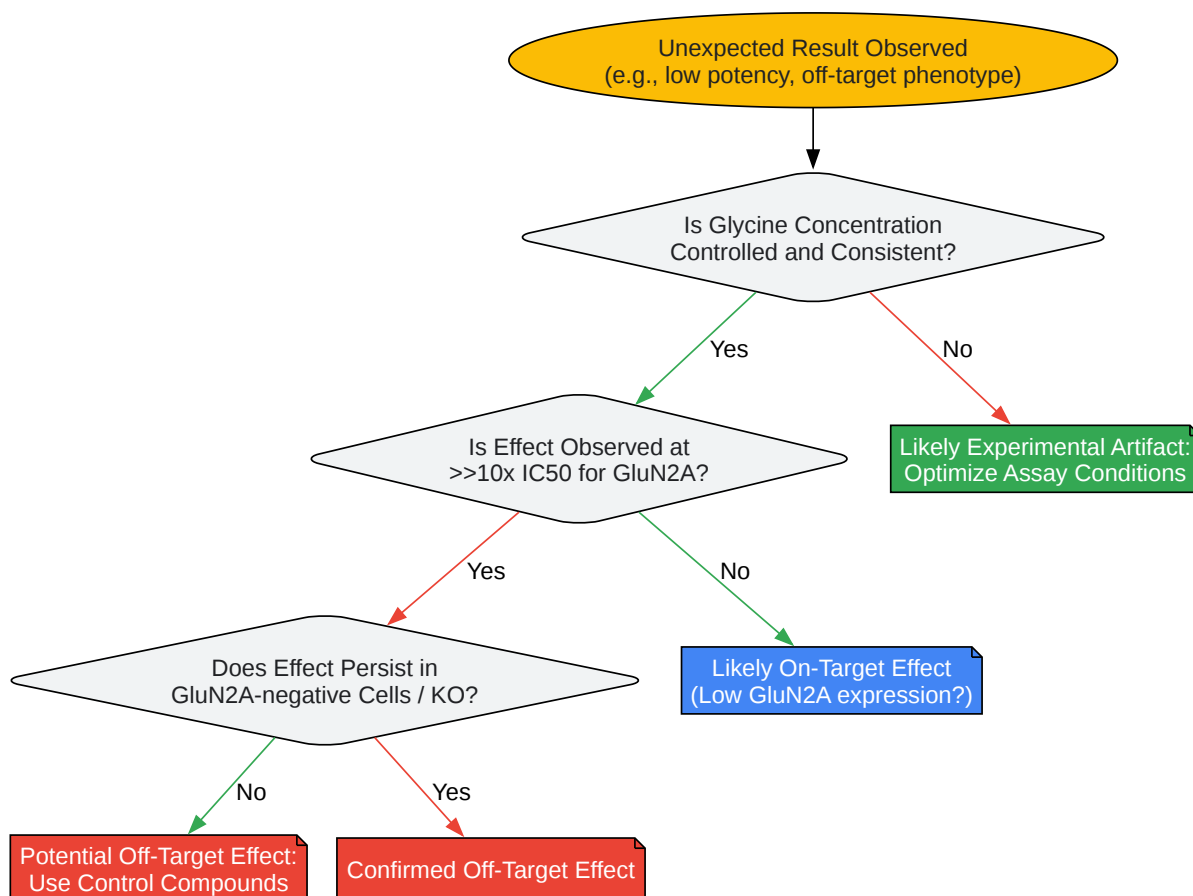 Unexpected Result Observed
(e.g., low potency, off-target phenotype)
Is Glycine Concentration
Controlled and Consistent?
Yes
No
Is Effect Observed at
>>10x IC50 for GluN2A?
Likely Experimental Artifact:
Optimize Assay Conditions
Yes
No
Does Effect Persist in
GluN2A-negative Cells / KO?
Likely On-Target Effect
(Low GluN2A expression?)
No
Yes
Potential Off-Target Effect:
Use Control Compounds
Confirmed Off-Target Effect